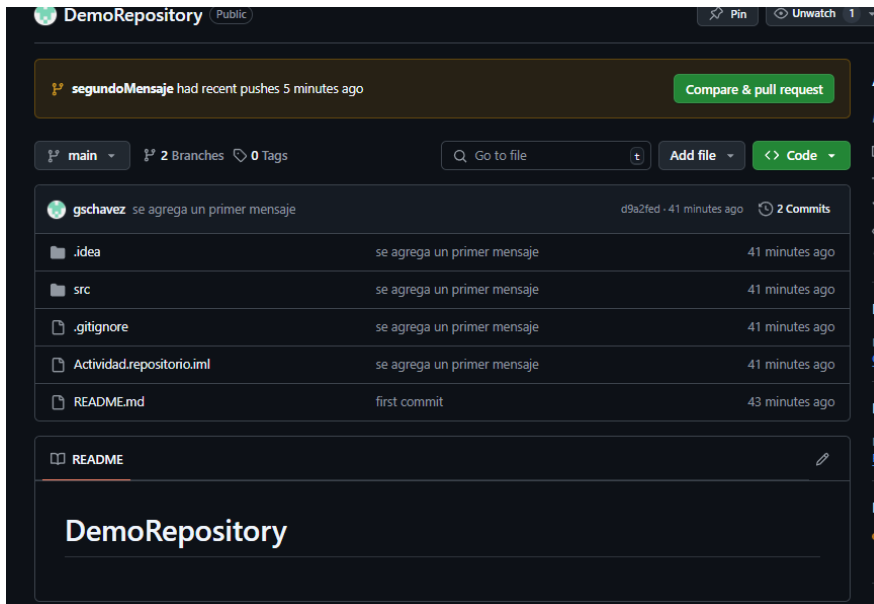 DemoRepository Public Pin Unwatch 1
segundoMensaje had recent pushes 5 minutes ago Compare & pull request
main 2 Branches 0 Tags Go to file t Add file <> Code
gschavez se agrega un primer mensaje d9a2fed · 41 minutes ago 2 Commits
.idea se agrega un primer mensaje 41 minutes ago
src se agrega un primer mensaje 41 minutes ago
.gitignore se agrega un primer mensaje 41 minutes ago
Actividad.repositorio.iml se agrega un primer mensaje 41 minutes ago
README.md first commit 43 minutes ago
README
DemoRepository